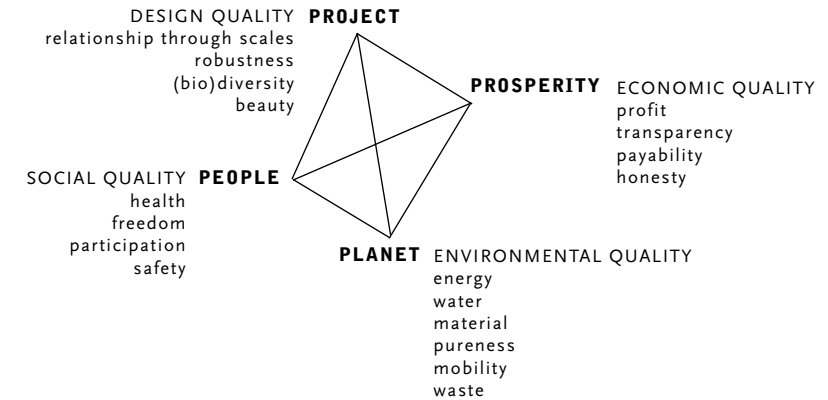 DESIGN QUALITY PROJECT
relationship through scales
robustness
(bio)diversity
beauty
PROSPERITY ECONOMIC QUALITY
profit
transparency
payability
honesty
SOCIAL QUALITY PEOPLE
health
freedom
participation
safety
PLANET ENVIRONMENTAL QUALITY
energy
water
material
pureness
mobility
waste